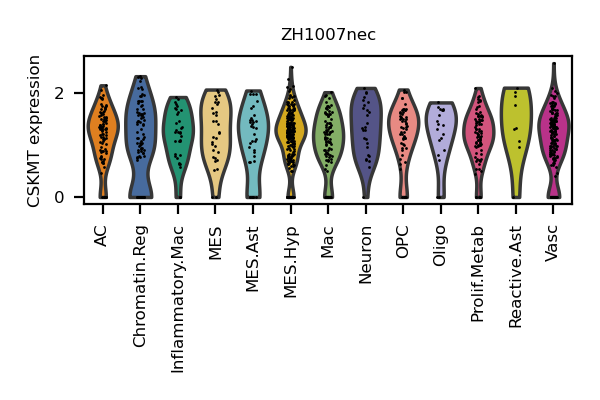 ZH1007nec
CSKMT expression
2
0
AC
Chromatin.Reg
Inflammatory.Mac
MES
MES.Ast
MES.Hyp
Mac
Neuron
OPC
Oligo
Prolif.Metab
Reactive.Ast
Vasc